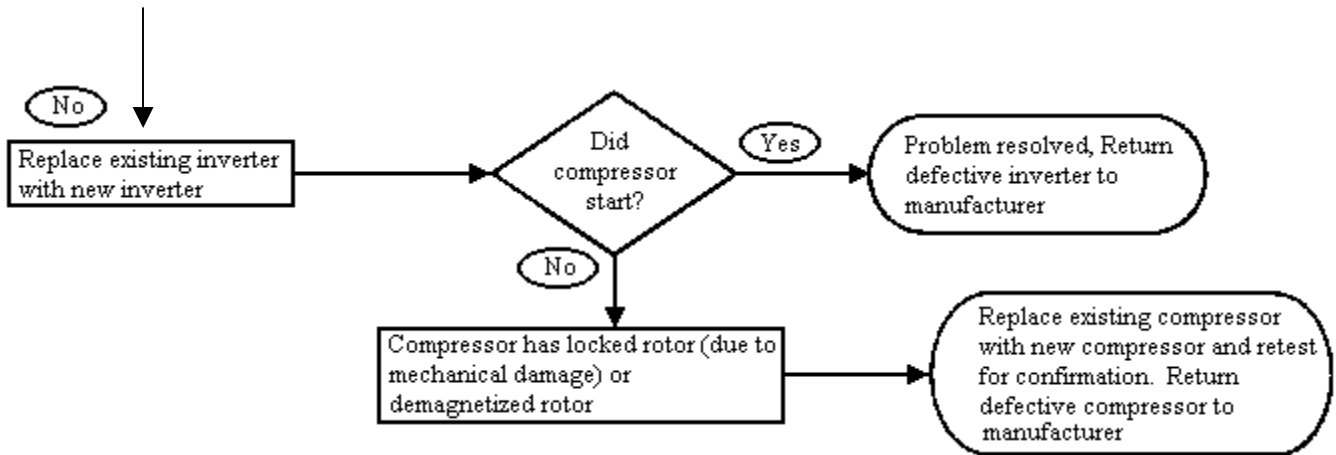 No
Replace existing inverter
with new inverter
Did
compressor
start?
Yes
Problem resolved, Return
defective inverter to
manufacturer
No
Compressor has locked rotor (due to
mechanical damage) or
demagnetized rotor
Replace existing compressor
with new compressor and retest
for confirmation. Return
defective compressor to
manufacturer